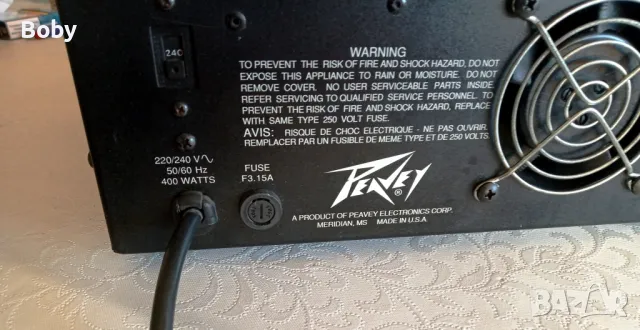 Boby
24C
WARNING
TO PREVENT THE RISK OF FIRE AND SHOCK HAZARD, DO NOT
EXPOSE THIS APPLIANCE TO RAIN OR MOISTURE. DO NOT
REMOVE COVER. NO USER SERVICEABLE PARTS INSIDE
REFER SERVICING TO QUALIFIED SERVICE PERSONNEL. TO
PREVENT THE RISK OF FIRE AND SHOCK HAZARD, REPLACE
WITH SAME TYPE 250 VOLT FUSE.
AVIS: RISQUE DE CHOC ELECTRIQUE - NE PAS OUVRIR.
REMPLACER PAR UN FUSIBLE DE MEME TYPE ET DE 250 VOLTS.
220/240 V
50/60 Hz
400 WATTS
FUSE
F3.15A
PEAVEY®
A PRODUCT OF PEAVEY ELECTRONICS CORP.
MERIDIAN, MS MADE IN U.S.A.
BAZAR